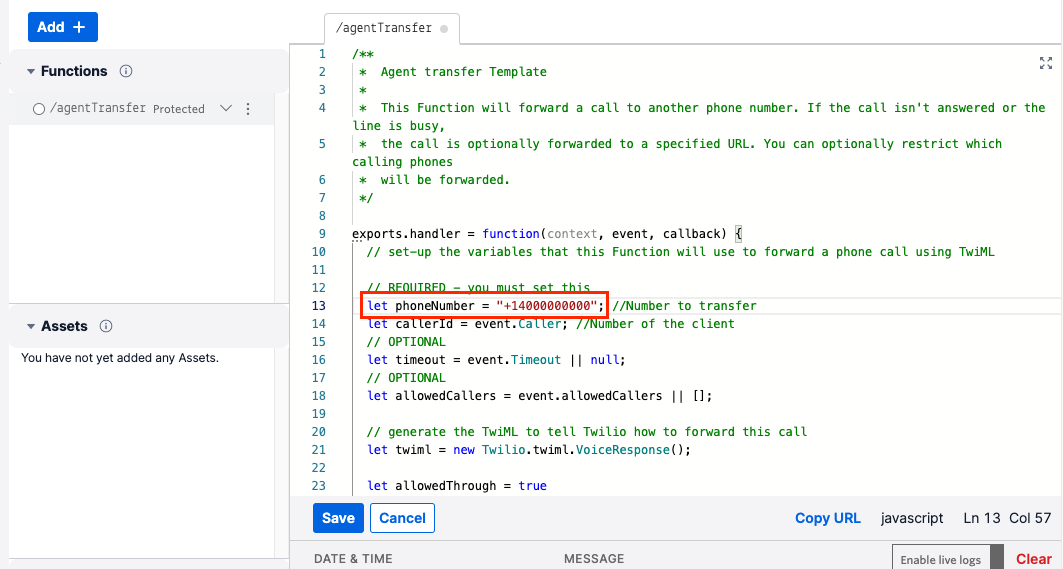 Add +
Functions
/agentTransfer Protected
Assets
You have not yet added any Assets.
/agentTransfer
1 /**
2  *  Agent transfer Template
3  *
4  *  This Function will forward a call to another phone number. If the call isn't answered or the
line is busy,
5  *  the call is optionally forwarded to a specified URL. You can optionally restrict which
calling phones
6  *  will be forwarded.
7  */
8
9 exports.handler = function(context, event, callback) {
10   // set-up the variables that this Function will use to forward a phone call using TwiML
11
12   // REQUIRED - you must set this
13   let phoneNumber = "+14000000000"; //Number to transfer
14   let callerId = event.Caller; //Number of the client
15   // OPTIONAL
16   let timeout = event.Timeout || null;
17   // OPTIONAL
18   let allowedCallers = event.allowedCallers || [];
19
20   // generate the TwiML to tell Twilio how to forward this call
21   let twiml = new Twilio.twiml.VoiceResponse();
22
23   let allowedThrough = true
Save Cancel Copy URL javascript Ln 13 Col 57
DATE & TIME MESSAGE Enable live logs Clear